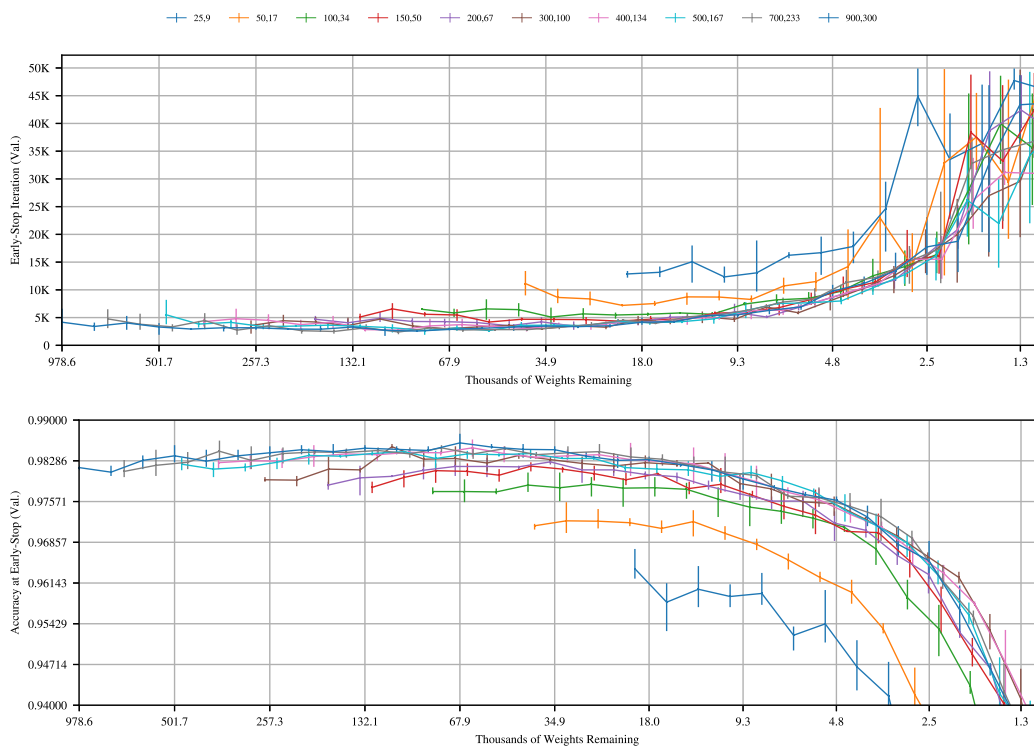 25,9 50,17 100,34 150,50 200,67 300,100 400,134 500,167 700,233 900,300
50K
45K
40K
35K
30K
25K
20K
15K
10K
5K
0
Early-Stop Iteration (Val.)
978.6 501.7 257.3 132.1 67.9 34.9 18.0 9.3 4.8 2.5 1.3
Thousands of Weights Remaining
0.99000
0.98286
0.97571
0.96857
0.96143
0.95429
0.94714
0.94000
Accuracy at Early-Stop (Val.)
978.6 501.7 257.3 132.1 67.9 34.9 18.0 9.3 4.8 2.5 1.3
Thousands of Weights Remaining